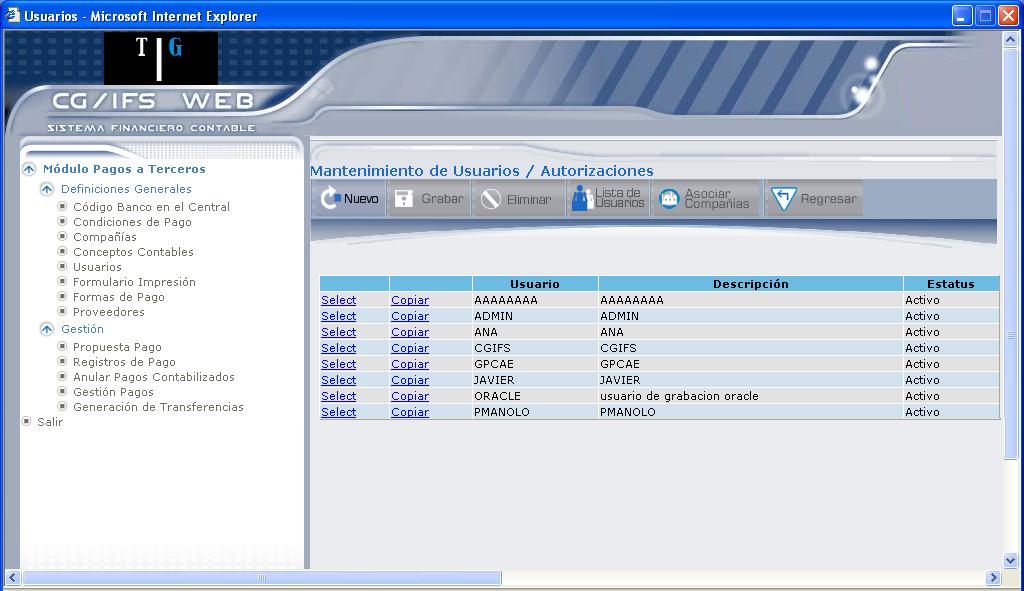 Usuarios - Microsoft Internet Explorer
T | G
CG/IFS WEB
SISTEMA FINANCIERO CONTABLE
Módulo Pagos a Terceros
Definiciones Generales
Código Banco en el Central
Condiciones de Pago
Compañías
Conceptos Contables
Usuarios
Formulario Impresión
Formas de Pago
Proveedores
Gestión
Propuesta Pago
Registros de Pago
Anular Pagos Contabilizados
Gestión Pagos
Generación de Transferencias
Salir
Mantenimiento de Usuarios / Autorizaciones
Nuevo Grabar Eliminar Lista de Usuarios Asociar Compañías Regresar
Usuario Descripción Estatus
Select Copiar AAAAAAAA AAAAAAAA Activo
Select Copiar ADMIN ADMIN Activo
Select Copiar ANA ANA Activo
Select Copiar CGIFS CGIFS Activo
Select Copiar GPCAE GPCAE Activo
Select Copiar JAVIER JAVIER Activo
Select Copiar ORACLE usuario de grabacion oracle Activo
Select Copiar PMANOLO PMANOLO Activo